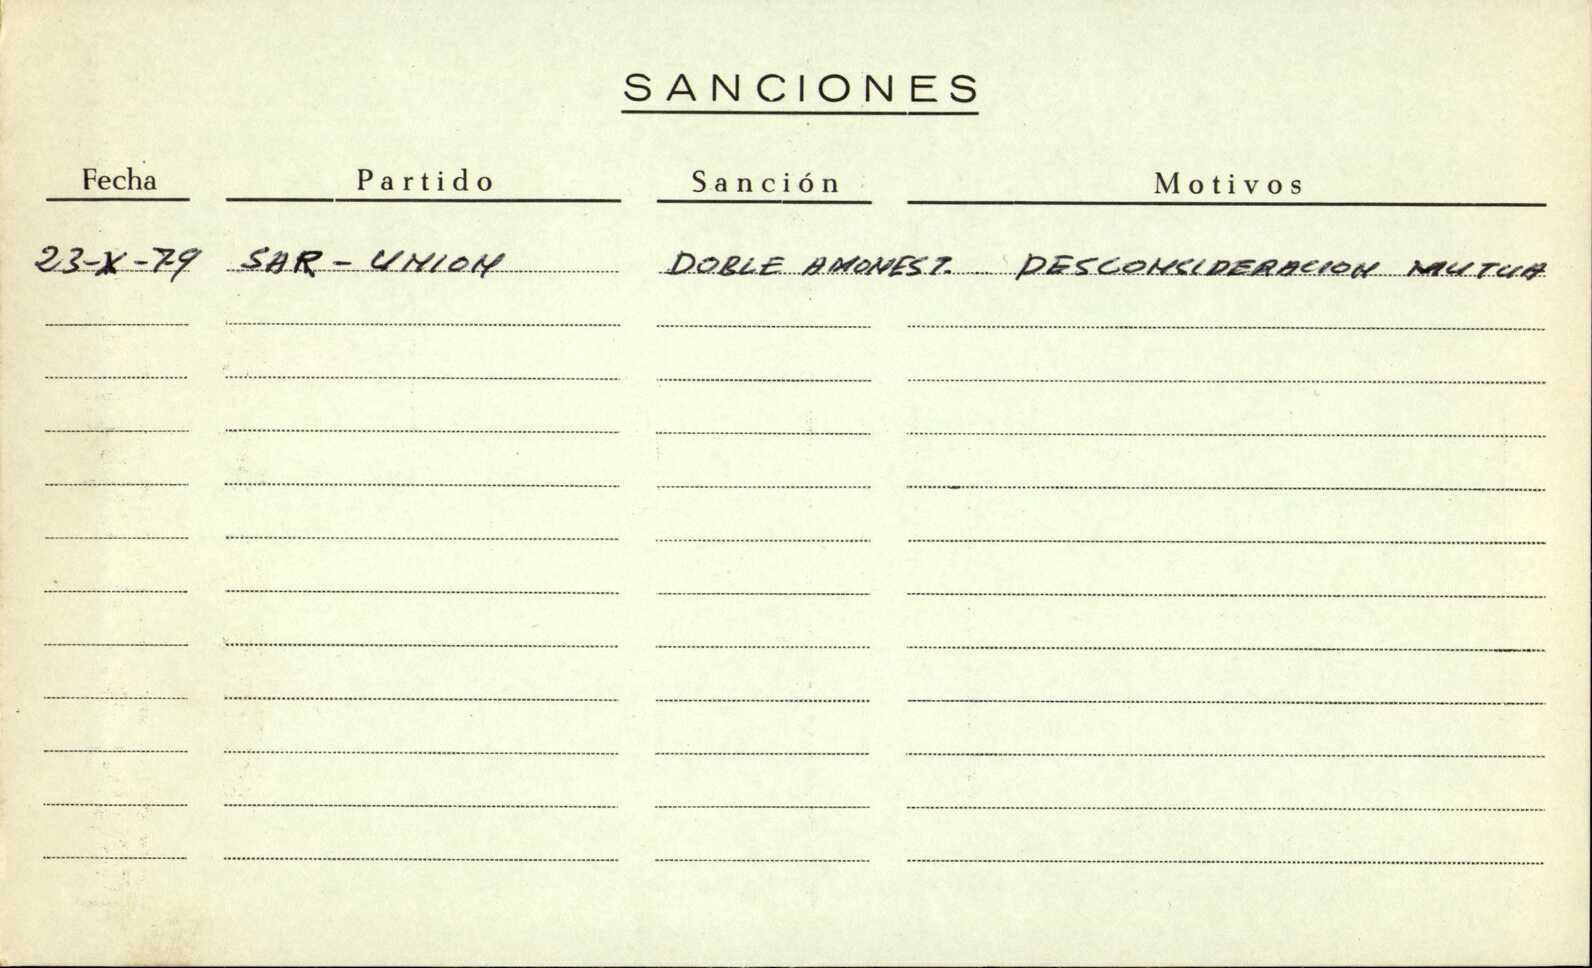 SANCIONES
Fecha Partido Sanción Motivos
23-X-79 SAR - UNION DOBLE AMONEST. DESCONSIDERACION MUTUA